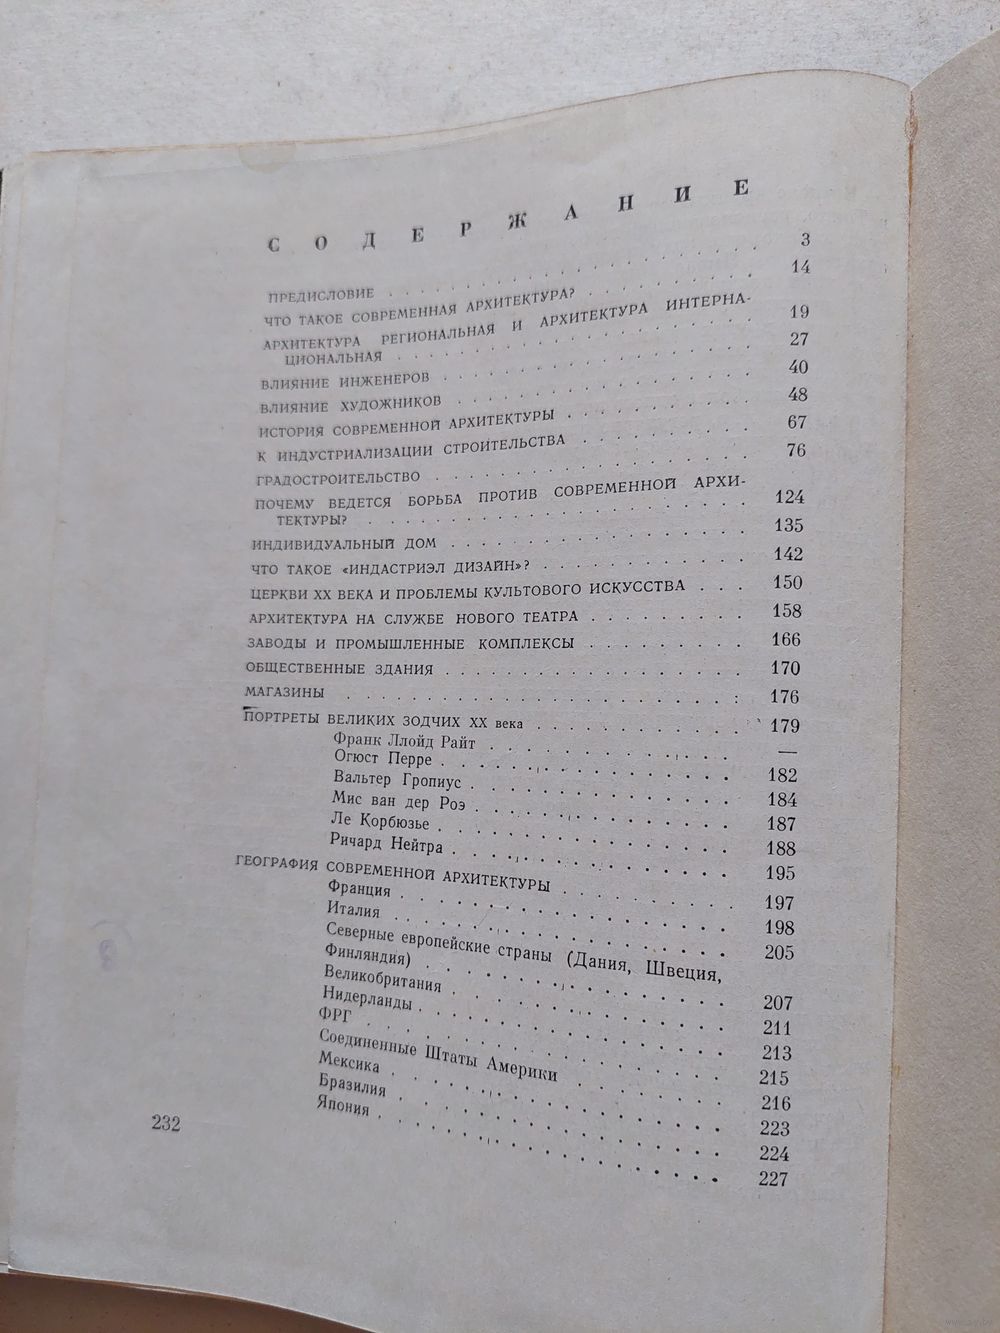 СОДЕРЖАНИЕ
ПРЕДИСЛОВИЕ . . . . . . . . . . . . . . . . 3
ЧТО ТАКОЕ СОВРЕМЕННАЯ АРХИТЕКТУРА? . . . . . . . 14
АРХИТЕКТУРА РЕГИОНАЛЬНАЯ И АРХИТЕКТУРА ИНТЕРНА-
ЦИОНАЛЬНАЯ . . . . . . . . . . . . . . . . 19
ВЛИЯНИЕ ИНЖЕНЕРОВ . . . . . . . . . . . . . . 27
ВЛИЯНИЕ ХУДОЖНИКОВ . . . . . . . . . . . . . . 40
ИСТОРИЯ СОВРЕМЕННОЙ АРХИТЕКТУРЫ . . . . . . . . 48
К ИНДУСТРИАЛИЗАЦИИ СТРОИТЕЛЬСТВА . . . . . . . . 67
ГРАДОСТРОИТЕЛЬСТВО . . . . . . . . . . . . . . 76
ПОЧЕМУ ВЕДЕТСЯ БОРЬБА ПРОТИВ СОВРЕМЕННОЙ АРХИ-
ТЕКТУРЫ? . . . . . . . . . . . . . . . . . 124
ИНДИВИДУАЛЬНЫЙ ДОМ . . . . . . . . . . . . . . 135
ЧТО ТАКОЕ «ИНДАСТРИЭЛ ДИЗАЙН»? . . . . . . . . . 142
ЦЕРКВИ XX ВЕКА И ПРОБЛЕМЫ КУЛЬТОВОГО ИСКУССТВА . . . 150
АРХИТЕКТУРА НА СЛУЖБЕ НОВОГО ТЕАТРА . . . . . . . . 158
ЗАВОДЫ И ПРОМЫШЛЕННЫЕ КОМПЛЕКСЫ . . . . . . . . 166
ОБЩЕСТВЕННЫЕ ЗДАНИЯ . . . . . . . . . . . . . . 170
МАГАЗИНЫ . . . . . . . . . . . . . . . . . . 176
ПОРТРЕТЫ ВЕЛИКИХ ЗОДЧИХ XX века . . . . . . . . . 179
Франк Ллойд Райт . . . . . . . . . . —
Огюст Перре . . . . . . . . . . . . 182
Вальтер Гропиус . . . . . . . . . . . 184
Мис ван дер Роэ . . . . . . . . . . . 187
Ле Корбюзье . . . . . . . . . . . . 188
Ричард Нейтра . . . . . . . . . . . . 195
ГЕОГРАФИЯ СОВРЕМЕННОЙ АРХИТЕКТУРЫ . . . . . . . . 197
Франция . . . . . . . . . . . . . . 198
Италия . . . . . . . . . . . . . . 205
Северные европейские страны (Дания, Швеция,
Финляндия) . . . . . . . . . . . . . 207
Великобритания . . . . . . . . . . . . 211
Нидерланды . . . . . . . . . . . . . 213
ФРГ . . . . . . . . . . . . . . . 215
Соединенные Штаты Америки . . . . . . . 216
Мексика . . . . . . . . . . . . . . 223
Бразилия . . . . . . . . . . . . . . 224
Япония . . . . . . . . . . . . . . 227
232